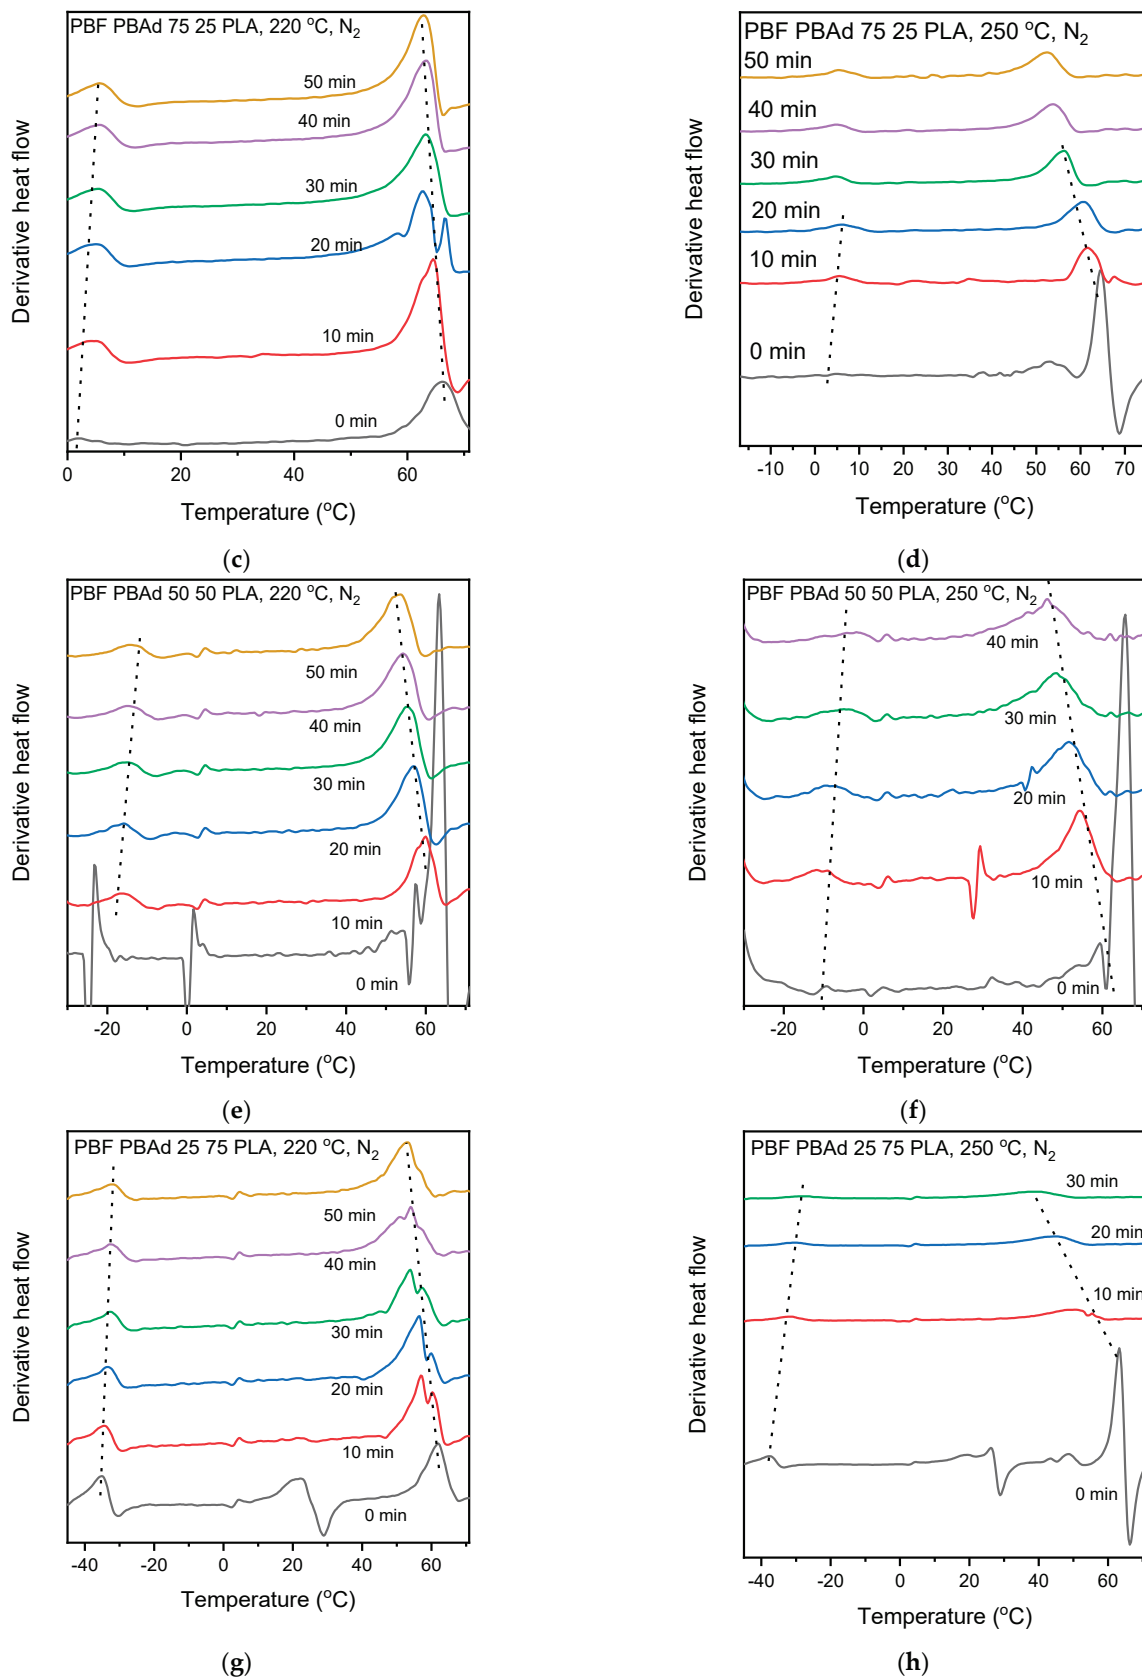 PBF PBAd 75 25 PLA, 220 °C, N₂
50 min
40 min
30 min
20 min
10 min
0 min
Derivative heat flow
0 20 40 60
Temperature (°C)
(c)
PBF PBAd 75 25 PLA, 250 °C, N₂
50 min
40 min
30 min
20 min
10 min
0 min
Derivative heat flow
-10 0 10 20 30 40 50 60 70
Temperature (°C)
(d)
PBF PBAd 50 50 PLA, 220 °C, N₂
50 min
40 min
30 min
20 min
10 min
0 min
Derivative heat flow
-20 0 20 40 60
Temperature (°C)
(e)
PBF PBAd 50 50 PLA, 250 °C, N₂
40 min
30 min
20 min
10 min
0 min
Derivative heat flow
-20 0 20 40 60
Temperature (°C)
(f)
PBF PBAd 25 75 PLA, 220 °C, N₂
50 min
40 min
30 min
20 min
10 min
0 min
Derivative heat flow
-40 -20 0 20 40 60
Temperature (°C)
(g)
PBF PBAd 25 75 PLA, 250 °C, N₂
30 min
20 min
10 min
0 min
Derivative heat flow
-40 -20 0 20 40 60
Temperature (°C)
(h)